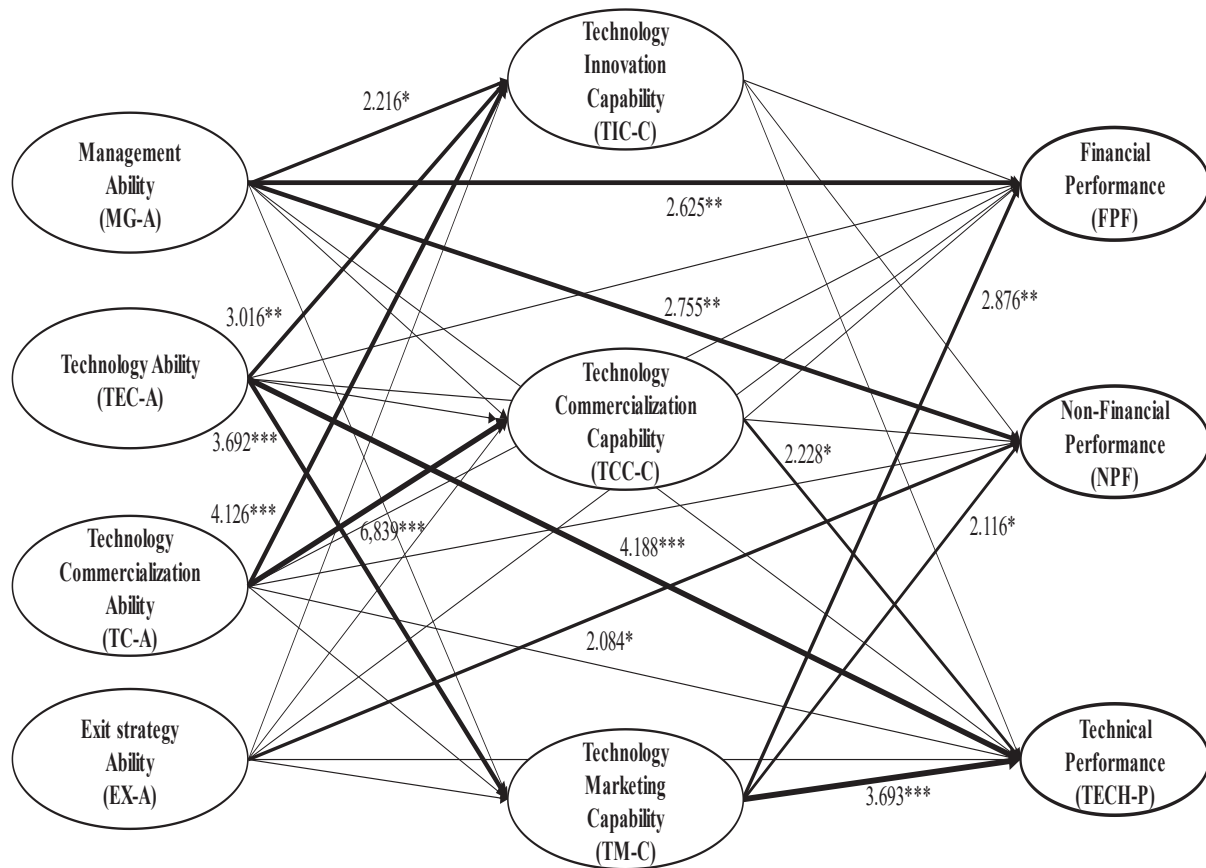 Technology
Innovation
Capability
(TIC-C)
2.216*
Management
Ability
(MG-A)
Financial
Performance
(FPF)
2.625**
2.876**
2.755**
3.016**
Technology Ability
(TEC-A)
Technology
Commercialization
Capability
(TCC-C)
Non-Financial
Performance
(NPF)
3.692***
2.228*
4.126***
6,839***
2.116*
4.188***
Technology
Commercialization
Ability
(TC-A)
2.084*
Exit strategy
Ability
(EX-A)
Technology
Marketing
Capability
(TM-C)
Technical
Performance
(TECH-P)
3.693***